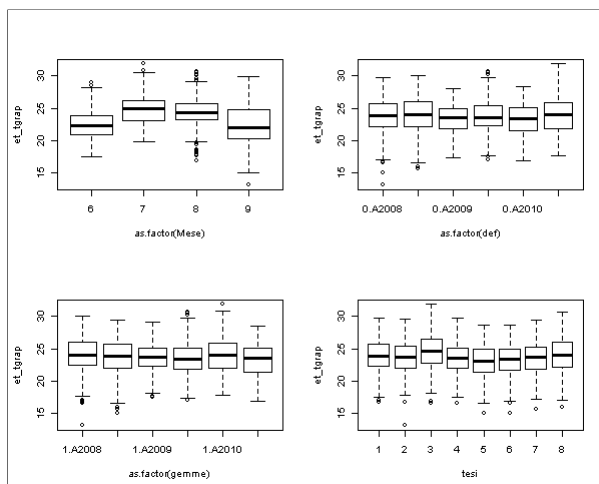 et_tgrap
30
25
20
15
6 7 8 9
as.factor(Mese)
et_tgrap
30
25
20
15
0.A2008 0.A2009 0.A2010
as.factor(def)
et_tgrap
30
25
20
15
1.A2008 1.A2009 1.A2010
as.factor(gemme)
et_tgrap
30
25
20
15
1 2 3 4 5 6 7 8
tesi